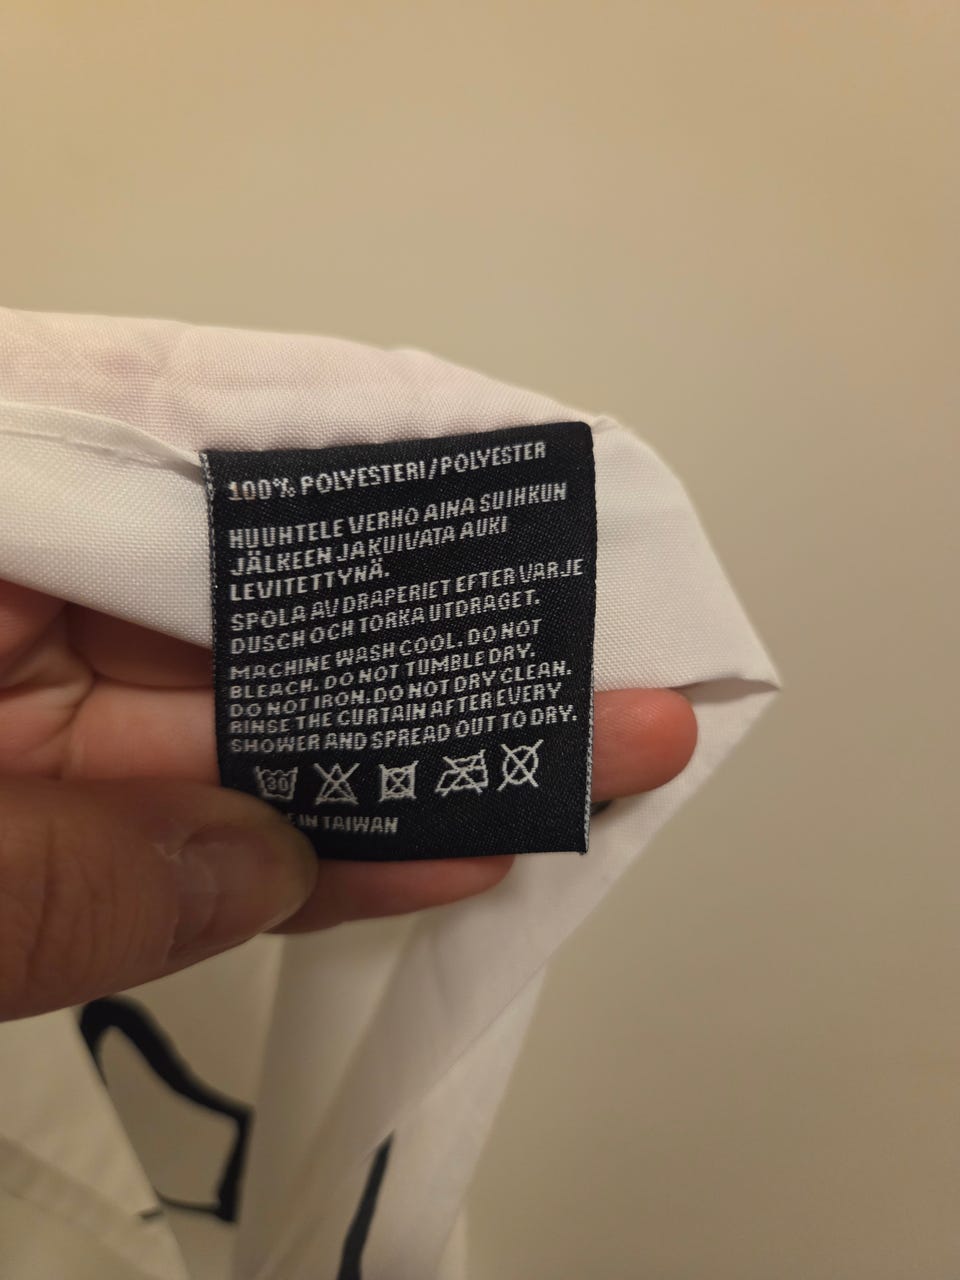 100% POLYESTERI/POLYESTER
HUUHTELE VERHO AINA SUIHKUN
JÄLKEEN JA KUIVATA AUKI
LEVITETTYNÄ.
SPOLA AV DRAPERIET EFTER VARJE
DUSCH OCH TORKA UTDRAGET.
MACHINE WASH COOL. DO NOT
BLEACH. DO NOT TUMBLE DRY.
DO NOT IRON. DO NOT DRY CLEAN.
RINSE THE CURTAIN AFTER EVERY
SHOWER AND SPREAD OUT TO DRY.
30
IN TAIWAN